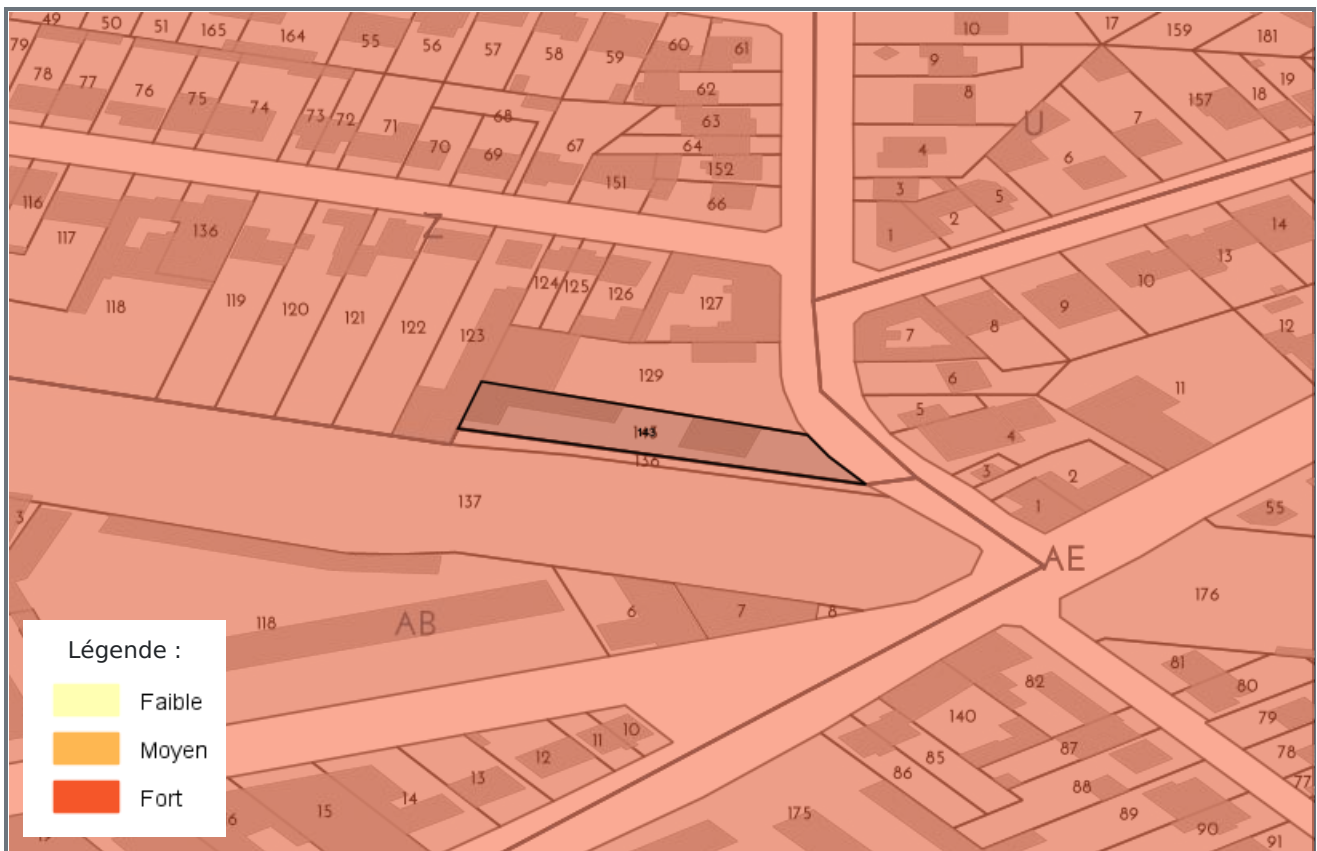 49 50 51 165 164 55 56 57 58 59 60 61 10 17 159 181
79 78 77 76 75 74 73 72 71 70 69 68 67 62 63 64 152 151 66
9 8 4 3 1 2 5 U 6 7 157 18 19
116 117 136 118 119 120 121 Z 122 123 124 125 126 127
129 143 136 137
7 8 9 10 13 14 12 11 6 5 4 3 2 1
AE 55 176
3 118 AB 6 7 8
81 80 79 78 77 82 140 85 86 87 88 89 90 91 175
10 11 12 13 14 15 6
Légende :
Faible
Moyen
Fort